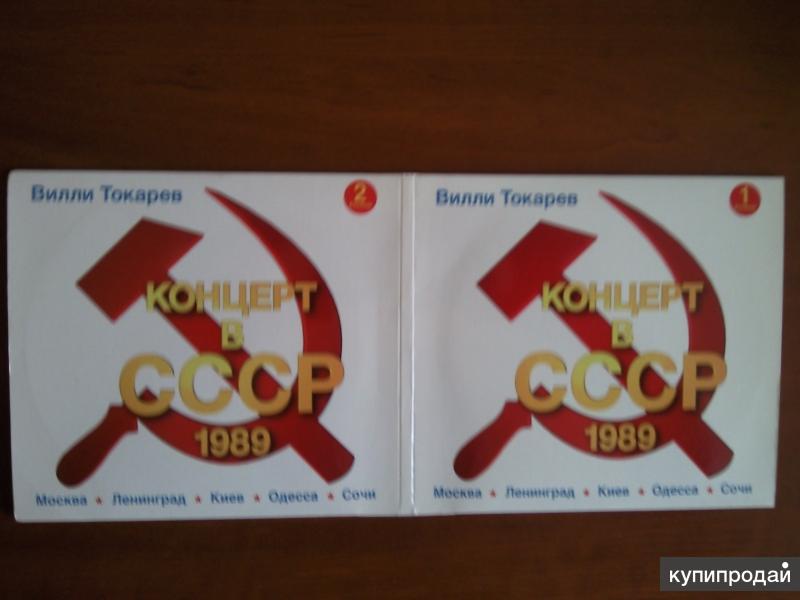 Вилли Токарев
2
КОНЦЕРТ
В
СССР
1989
Москва ★ Ленинград ★ Киев ★ Одесса ★ Сочи
Вилли Токарев
1
КОНЦЕРТ
В
СССР
1989
Москва ★ Ленинград ★ Киев ★ Одесса ★ Сочи
купипродай